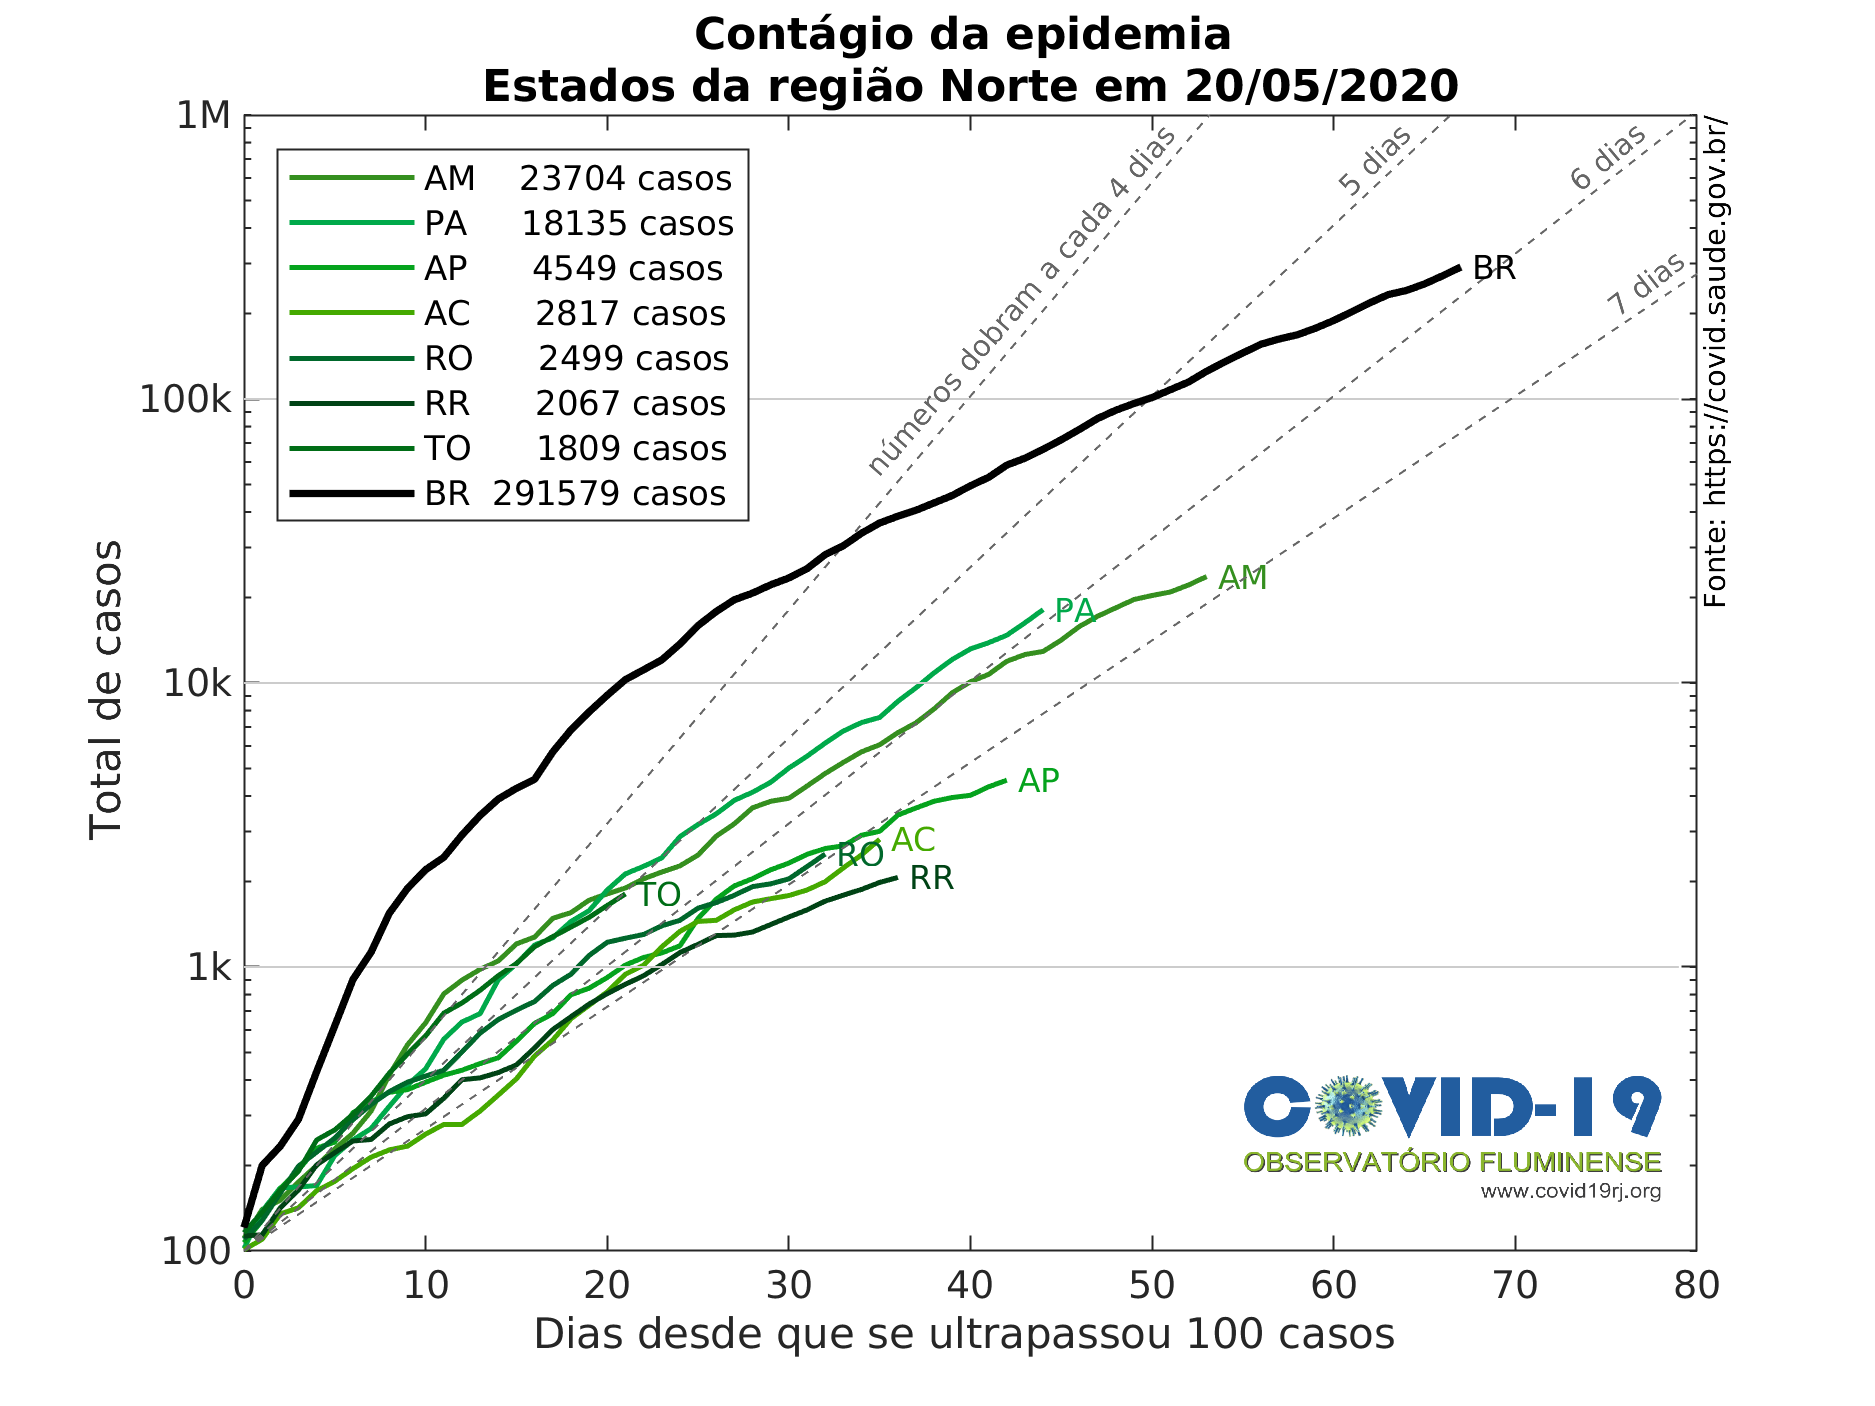 Contágio da epidemia
Estados da região Norte em 20/05/2020
1M
100k
10k
1k
100
Total de casos
AM 23704 casos
PA 18135 casos
AP 4549 casos
AC 2817 casos
RO 2499 casos
RR 2067 casos
TO 1809 casos
BR 291579 casos
números dobram a cada 4 dias
5 dias
6 dias
7 dias
BR
AM
PA
AP
AC
RO
RR
TO
Fonte: https://covid.saude.gov.br/
COVID-19
OBSERVATÓRIO FLUMINENSE
www.covid19rj.org
0 10 20 30 40 50 60 70 80
Dias desde que se ultrapassou 100 casos